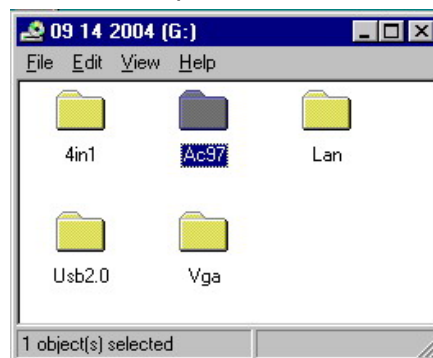 09 14 2004 (G:)
File Edit View Help
4in1 Ac97 Lan
Usb2.0 Vga
1 object(s) selected